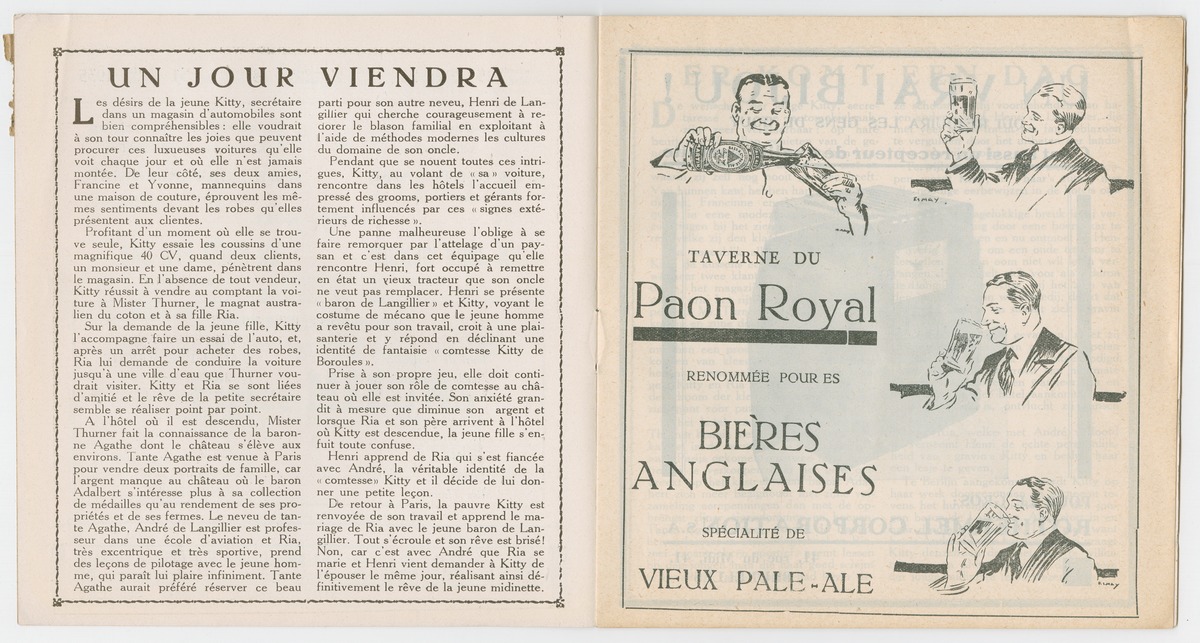 UN JOUR VIENDRA
Les désirs de la jeune Kitty, secrétaire
dans un magasin d'automobiles sont
bien compréhensibles : elle voudrait
à son tour connaître les joies que peuvent
procurer ces luxueuses voitures qu'elle
voit chaque jour et où elle n'est jamais
montée. De leur côté, ses deux amies,
Francine et Yvonne, mannequins dans
une maison de couture, éprouvent les mê-
mes sentiments devant les robes qu'elles
présentent aux clientes.
Profitant d'un moment où elle se trou-
ve seule, Kitty essaie les coussins d'une
magnifique 40 CV, quand deux clients,
un monsieur et une dame, pénètrent dans
le magasin. En l'absence de tout vendeur,
Kitty réussit à vendre au comptant la voi-
ture à Mister Thurner, le magnat austra-
lien du coton et à sa fille Ria.
Sur la demande de la jeune fille, Kitty
l'accompagne faire un essai de l'auto, et,
après un arrêt pour acheter des robes,
Ria lui demande de conduire la voiture
jusqu'à une ville d'eau que Thurner vou-
drait visiter. Kitty et Ria se sont liées
d'amitié et le rêve de la petite secrétaire
semble se réaliser point par point.
A l'hôtel où il est descendu, Mister
Thurner fait la connaissance de la baron-
ne Agathe dont le château s'élève aux
environs. Tante Agathe est venue à Paris
pour vendre deux portraits de famille, car
l'argent manque au château où le baron
Adalbert s'intéresse plus à sa collection
de médailles qu'au rendement de ses pro-
priétés et de ses fermes. Le neveu de tan-
te Agathe, André de Langillier est profes-
seur dans une école d'aviation et Ria,
très excentrique et très sportive, prend
des leçons de pilotage avec le jeune hom-
me, qui paraît lui plaire infiniment. Tante
Agathe aurait préféré réserver ce beau
parti pour son autre neveu, Henri de Lan-
gillier qui cherche courageusement à re-
dorer le blason familial en exploitant à
l'aide de méthodes modernes les cultures
du domaine de son oncle.
Pendant que se nouent toutes ces intri-
gues, Kitty, au volant de « sa » voiture,
rencontre dans les hôtels l'accueil em-
pressé des grooms, portiers et gérants for-
tement influencés par ces « signes exté-
rieurs de richesse ».
Une panne malheureuse l'oblige à se
faire remorquer par l'attelage d'un pay-
san et c'est dans cet équipage qu'elle
rencontre Henri, fort occupé à remettre
en état un vieux tracteur que son oncle
ne veut pas remplacer. Henri se présente
« baron de Langillier » et Kitty, voyant le
costume de mécano que le jeune homme
a revêtu pour son travail, croit à une plai-
santerie et y répond en déclinant une
identité de fantaisie « comtesse Kitty de
Boroules ».
Prise à son propre jeu, elle doit conti-
nuer à jouer son rôle de comtesse au châ-
teau où elle est invitée. Son anxiété gran-
dit à mesure que diminue son argent et
lorsque Ria et son père arrivent à l'hôtel
où Kitty est descendue, la jeune fille s'en-
fuit toute confuse.
Henri apprend de Ria qui s'est fiancée
avec André, la véritable identité de la
« comtesse » Kitty et il décide de lui don-
ner une petite leçon.
De retour à Paris, la pauvre Kitty est
renvoyée de son travail et apprend le ma-
riage de Ria avec le jeune baron de Lan-
gillier. Tout s'écroule et son rêve est brisé!
Non, car c'est avec André que Ria se
marie et Henri vient demander à Kitty de
l'épouser le même jour, réalisant ainsi dé-
finitivement le rêve de la jeune midinette.
ELMAY.
TAVERNE DU
Paon Royal
RENOMMÉE POUR ES
BIÈRES
ANGLAISES
SPÉCIALITÉ DE
VIEUX PALE-ALE
ELMAY